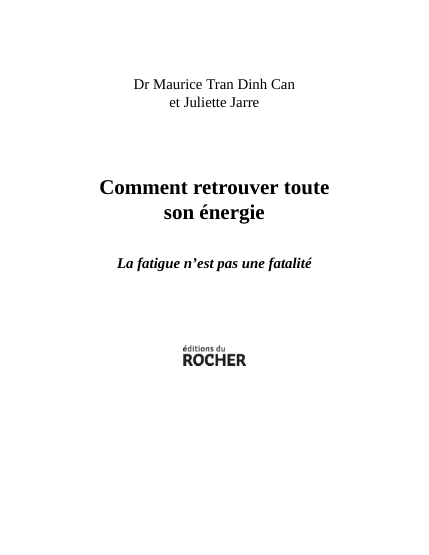 Dr Maurice Tran Dinh Can
et Juliette Jarre
Comment retrouver toute
son énergie
La fatigue n’est pas une fatalité
éditions du
ROCHER